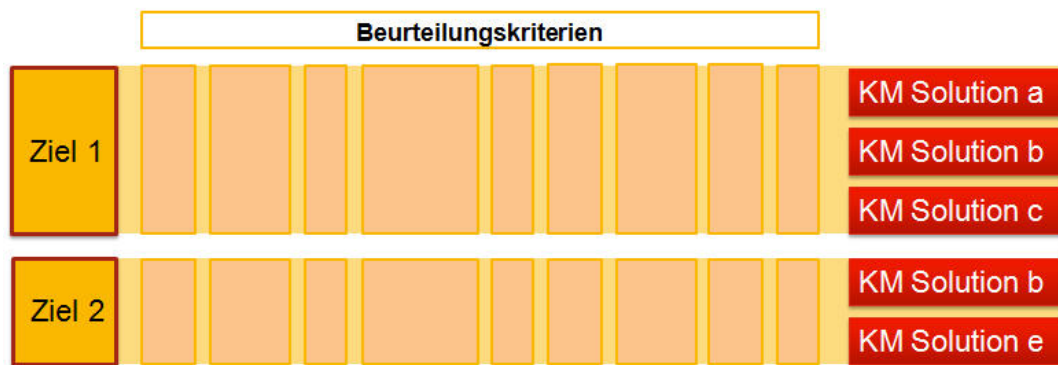 Beurteilungskriterien
Ziel 1
KM Solution a
KM Solution b
KM Solution c
Ziel 2
KM Solution b
KM Solution e